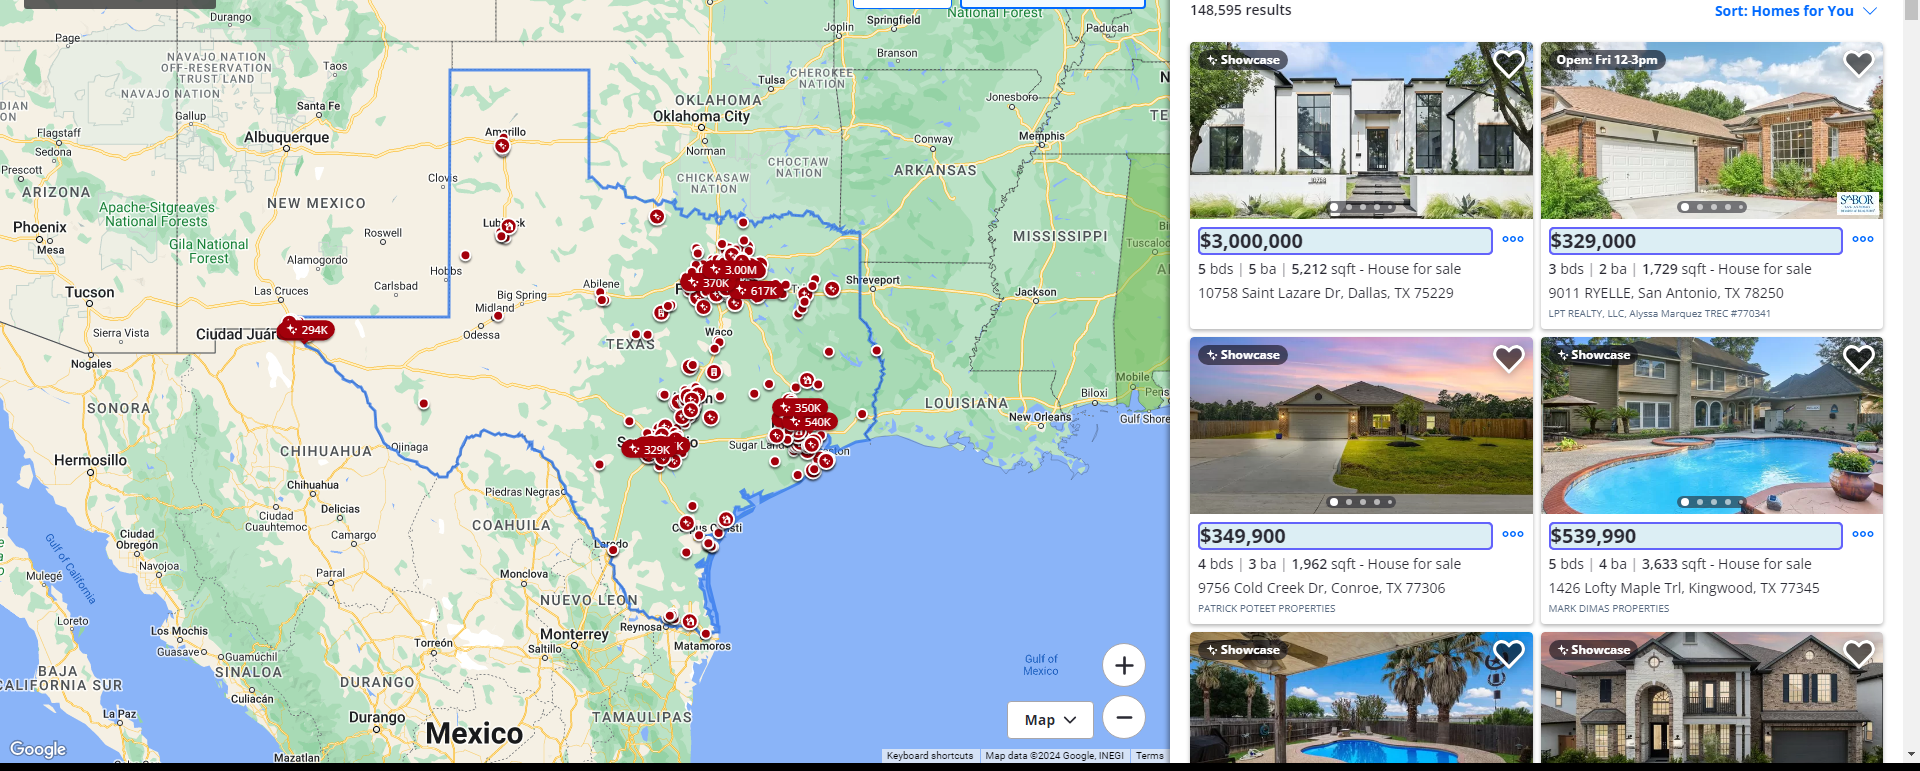 148,595 results
Sort: Homes for You
Showcase
$3,000,000
5 bds | 5 ba | 5,212 sqft - House for sale
10758 Saint Lazare Dr, Dallas, TX 75229
Open: Fri 12-3pm
SABOR
$329,000
3 bds | 2 ba | 1,729 sqft - House for sale
9011 RYELLE, San Antonio, TX 78250
LPT REALTY, LLC, Alyssa Marquez TREC #770341
Showcase
$349,900
4 bds | 3 ba | 1,962 sqft - House for sale
9756 Cold Creek Dr, Conroe, TX 77306
PATRICK POTEET PROPERTIES
Showcase
$539,990
5 bds | 4 ba | 3,633 sqft - House for sale
1426 Lofty Maple Trl, Kingwood, TX 77345
MARK DIMAS PROPERTIES
Showcase
Showcase
Durango
Joplin
Springfield
National Forest
Paducah
Page
Branson
NAVAJO NATION
OFF-RESERVATION
TRUST LAND
Taos
Tulsa
CHEROKEE
NATION
NAVAJO NATION
Santa Fe
OKLAHOMA
Jonesboro
Gallup
Oklahoma City
Flagstaff
Albuquerque
Amarillo
Conway
Memphis
Sedona
Norman
Prescott
CHOCTAW
NATION
ARKANSAS
Clovis
CHICKASAW
NATION
ARIZONA
NEW MEXICO
Apache-Sitgreaves
National Forests
Phoenix
Roswell
Mesa
Gila National
Forest
MISSISSIPPI
Alamogordo
Hobbs
3.00M
Tucson
Las Cruces
Carlsbad
Abilene
370K
617K
Shreveport
Big Spring
Jackson
Midland
Sierra Vista
Ciudad Juár
294K
Odessa
Waco
TEXAS
Nogales
Mobile
Biloxi
SONORA
350K
LOUISIANA
New Orleans
Gulf Shore
540K
Ojinaga
329K
K
Sugar Lan
CHIHUAHUA
Hermosillo
Chihuahua
Piedras Negras
Delicias
Ciudad
Cuauhtemoc
COAHUILA
Ciudad
Obregón
Camargo
Laredo
Gulf of California
Navojoa
Parral
Monclova
Mulegé
NUEVO LEON
Loreto
Reynosa
Los Mochis
Monterrey
Matamoros
Guasave
Torreón
Saltillo
Guamuchil
Gulf of
Mexico
BAJA
CALIFORNIA SUR
SINALOA
DURANGO
Culiacán
La Paz
Durango
TAMAULIPAS
Map
Mexico
Google
Mazatlan
Keyboard shortcuts
Map data ©2024 Google, INEGI
Terms